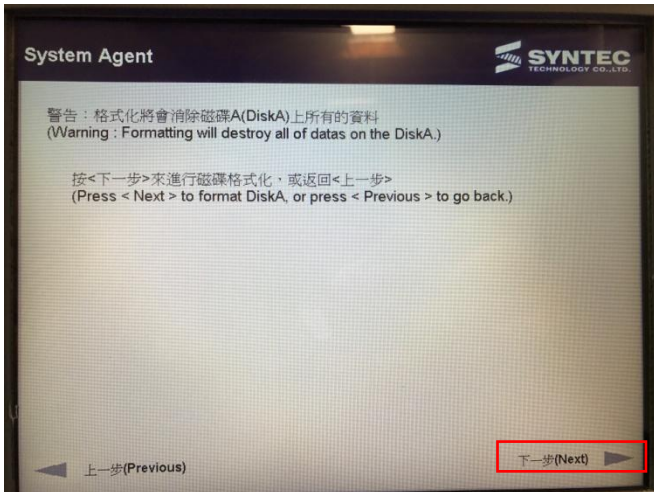 System Agent
SYNTEC
TECHNOLOGY CO.,LTD.
警告：格式化將會消除磁碟A(DiskA)上所有的資料
(Warning : Formatting will destroy all of datas on the DiskA.)
按<下一步>來進行磁碟格式化，或返回<上一步>
(Press < Next > to format DiskA, or press < Previous > to go back.)
上一步(Previous)
下一步(Next)